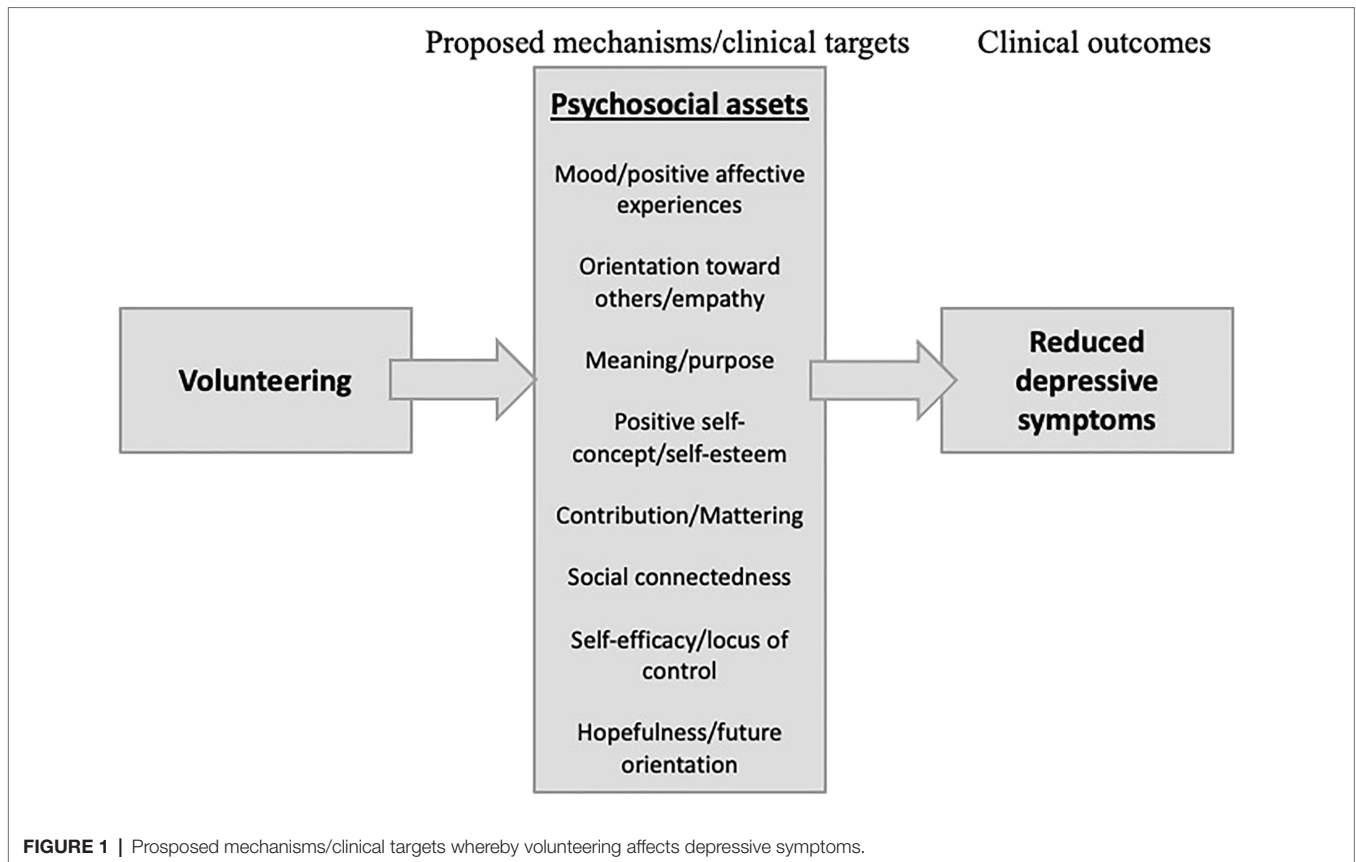 Proposed mechanisms/clinical targets
Clinical outcomes
Psychosocial assets
Mood/positive affective
experiences
Orientation toward
others/empathy
Meaning/purpose
Positive self-
concept/self-esteem
Contribution/Mattering
Social connectedness
Self-efficacy/locus of
control
Hopefulness/future
orientation
Volunteering
Reduced
depressive
symptoms
FIGURE 1 | Prosposed mechanisms/clinical targets whereby volunteering affects depressive symptoms.